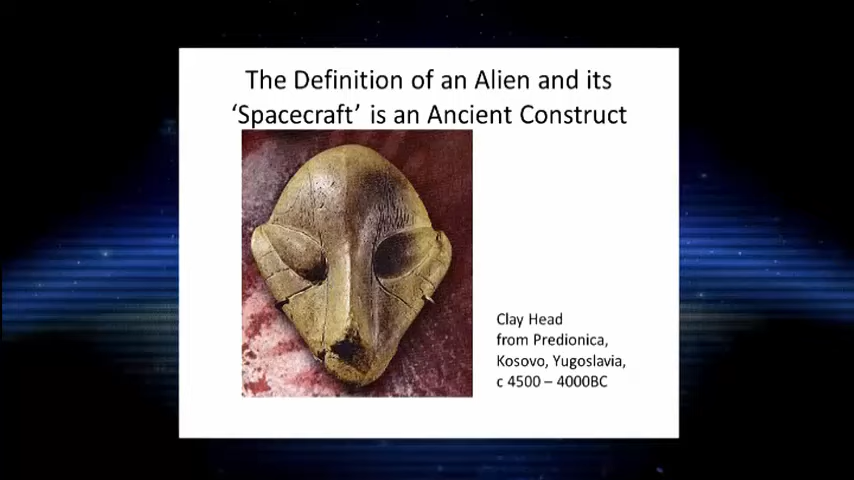 The Definition of an Alien and its
‘Spacecraft’ is an Ancient Construct
Clay Head
from Predionica,
Kosovo, Yugoslavia,
c 4500 – 4000BC